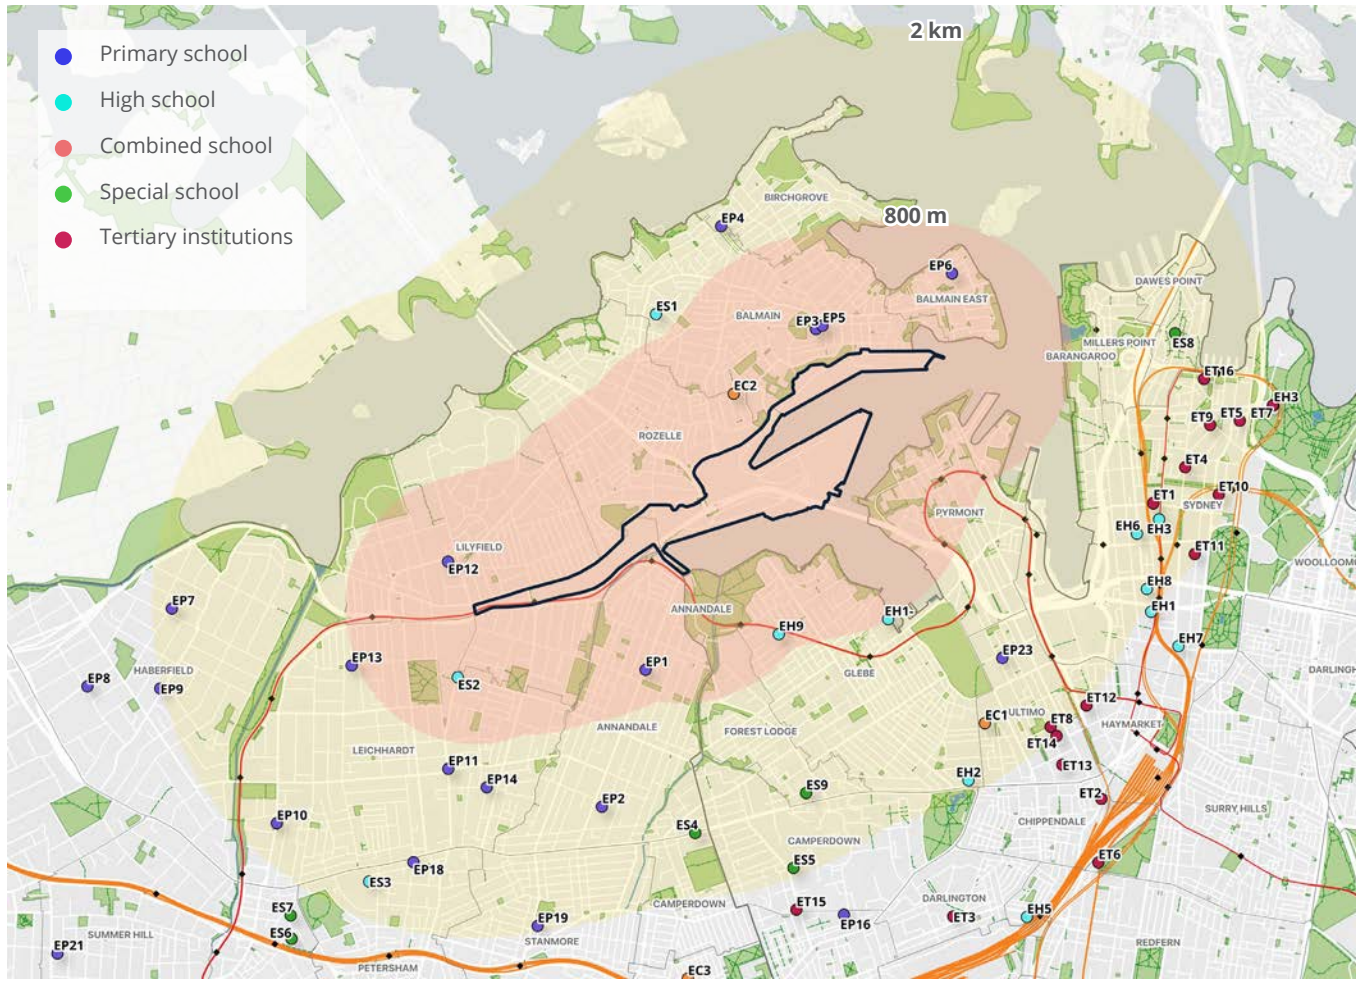 2 km
Primary school
High school
Combined school
Special school
Tertiary institutions
800 m
BIRCHGROVE
EP4
EP6
BALMAIN EAST
DAWES POINT
ES1
BALMAIN
EP3
EP5
MILLERS POINT
ES8
BARANGAROO
ET16
EC2
EH3
ET9
ET5
ET7
ROZELLE
ET4
ET10
ET1
SYDNEY
PYRMONT
EH6
EH3
LILYFIELD
ET11
EP12
WOOLLOOM
EH8
EP7
ANNANDALE
EH1-
EH1
EH9
EH7
EP13
EP1
EP23
HABERFIELD
GLEBE
DARLINGH
EP8
EP9
ES2
ET12
EC1
ULTIMO
ET8
HAYMARKET
ANNANDALE
FOREST LODGE
ET14
LEICHHARDT
ET13
EP11
EH2
EP14
ES9
ET2
EP2
SURRY HILLS
EP10
ES4
CHIPPENDALE
CAMPERDOWN
ET6
ES5
EP18
ES3
DARLINGTON
ET15
CAMPERDOWN
ES7
EP19
EP16
ET3
EH5
ES6
SUMMER HILL
STANMORE
REDFERN
EP21
PETERSHAM
EC3